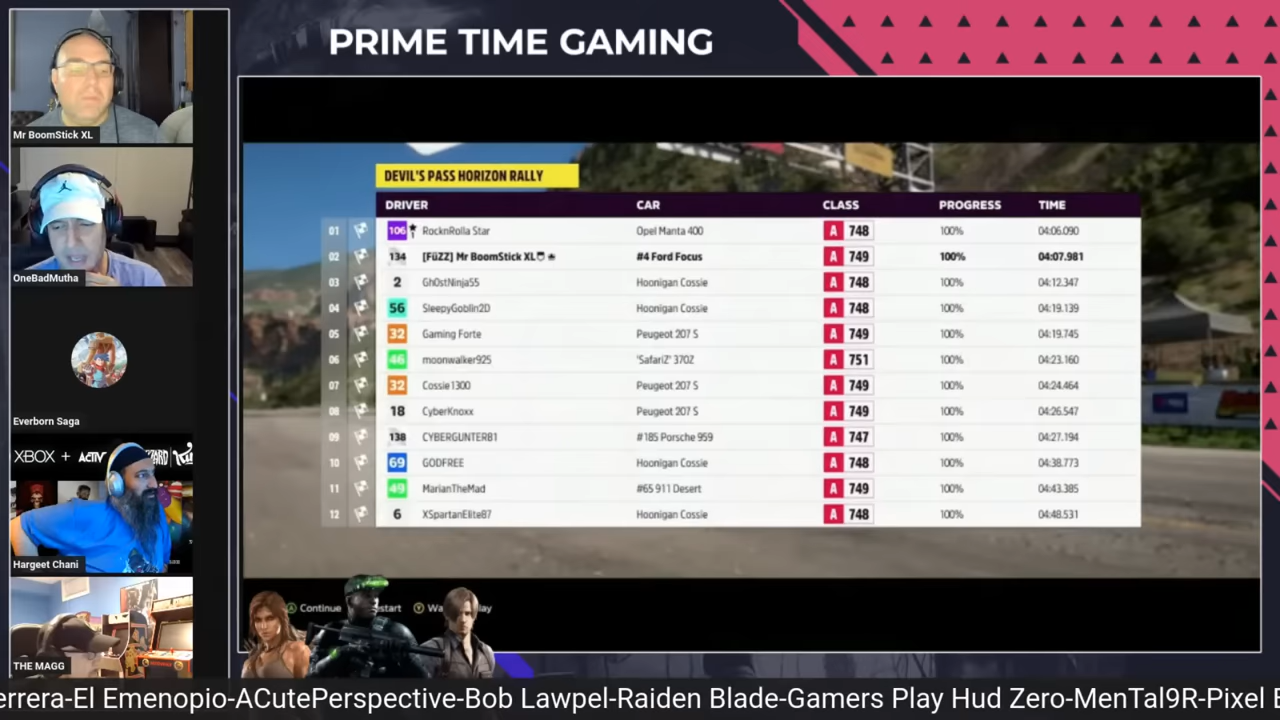 PRIME TIME GAMING
Mr BoomStick XL
OneBadMutha
Everborn Saga
XBOX +
Hargeet Chani
THE MAGG
DEVIL'S PASS HORIZON RALLY
DRIVER CAR CLASS PROGRESS TIME
01 106 RocknRolla Star Opel Manta 400 A 748 100% 04:06.090
02 134 [FüZZ] Mr BoomStick XL #4 Ford Focus A 749 100% 04:07.981
03 2 Gh0stNinja55 Hoonigan Cossie A 748 100% 04:12.347
04 56 SleepyGoblin2D Hoonigan Cossie A 748 100% 04:19.139
05 32 Gaming Forte Peugeot 207 S A 749 100% 04:19.745
06 46 moonwalker925 'SafariZ' 370Z A 751 100% 04:23.160
07 32 Cossie1300 Peugeot 207 S A 749 100% 04:24.464
08 18 CyberKnoxx Peugeot 207 S A 749 100% 04:26.547
09 138 CYBERGUNTER81 #185 Porsche 959 A 747 100% 04:27.194
10 69 GODFREE Hoonigan Cossie A 748 100% 04:38.773
11 49 MarianTheMad #65 911 Desert A 749 100% 04:43.385
12 6 XSpartanElite87 Hoonigan Cossie A 748 100% 04:48.531
A Continue estart Y Wa lay
errera-El Emenopio-ACutePerspective-Bob Lawpel-Raiden Blade-Gamers Play Hud Zero-MenTal9R-Pixel